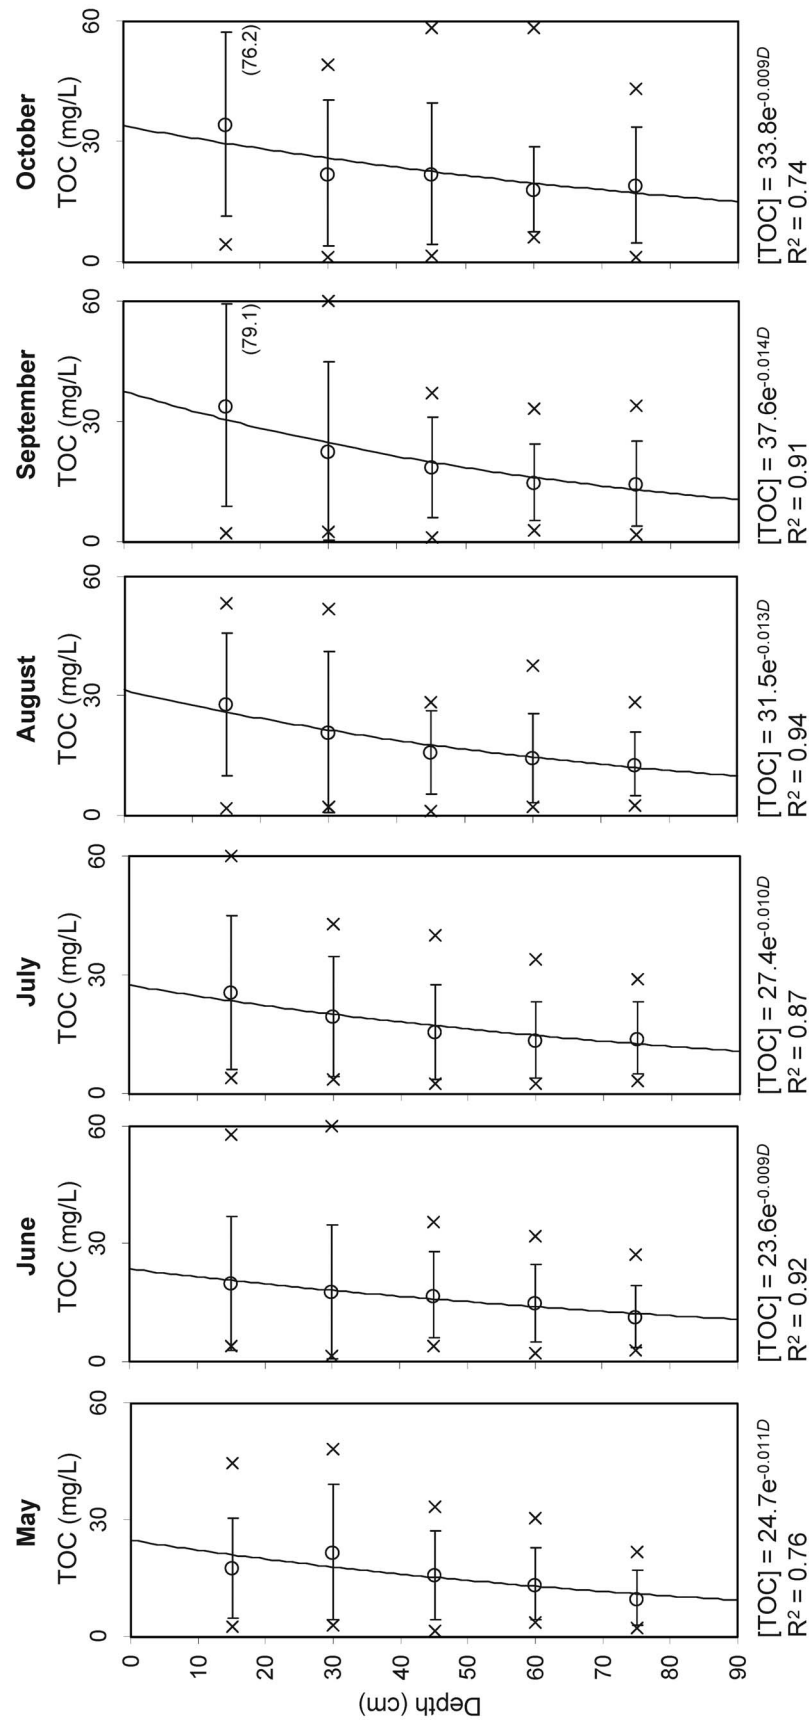 May
June
July
August
September
October
TOC (mg/L)
TOC (mg/L)
TOC (mg/L)
TOC (mg/L)
TOC (mg/L)
TOC (mg/L)
0 30 60
0 30 60
0 30 60
0 30 60
0 30 60
0 30 60
Depth (cm)
0
10
20
30
40
50
60
70
80
90
(79.1)
(76.2)
[TOC] = 24.7e^-0.011D
R² = 0.76
[TOC] = 23.6e^-0.009D
R² = 0.92
[TOC] = 27.4e^-0.010D
R² = 0.87
[TOC] = 31.5e^-0.013D
R² = 0.94
[TOC] = 37.6e^-0.014D
R² = 0.91
[TOC] = 33.8e^-0.009D
R² = 0.74